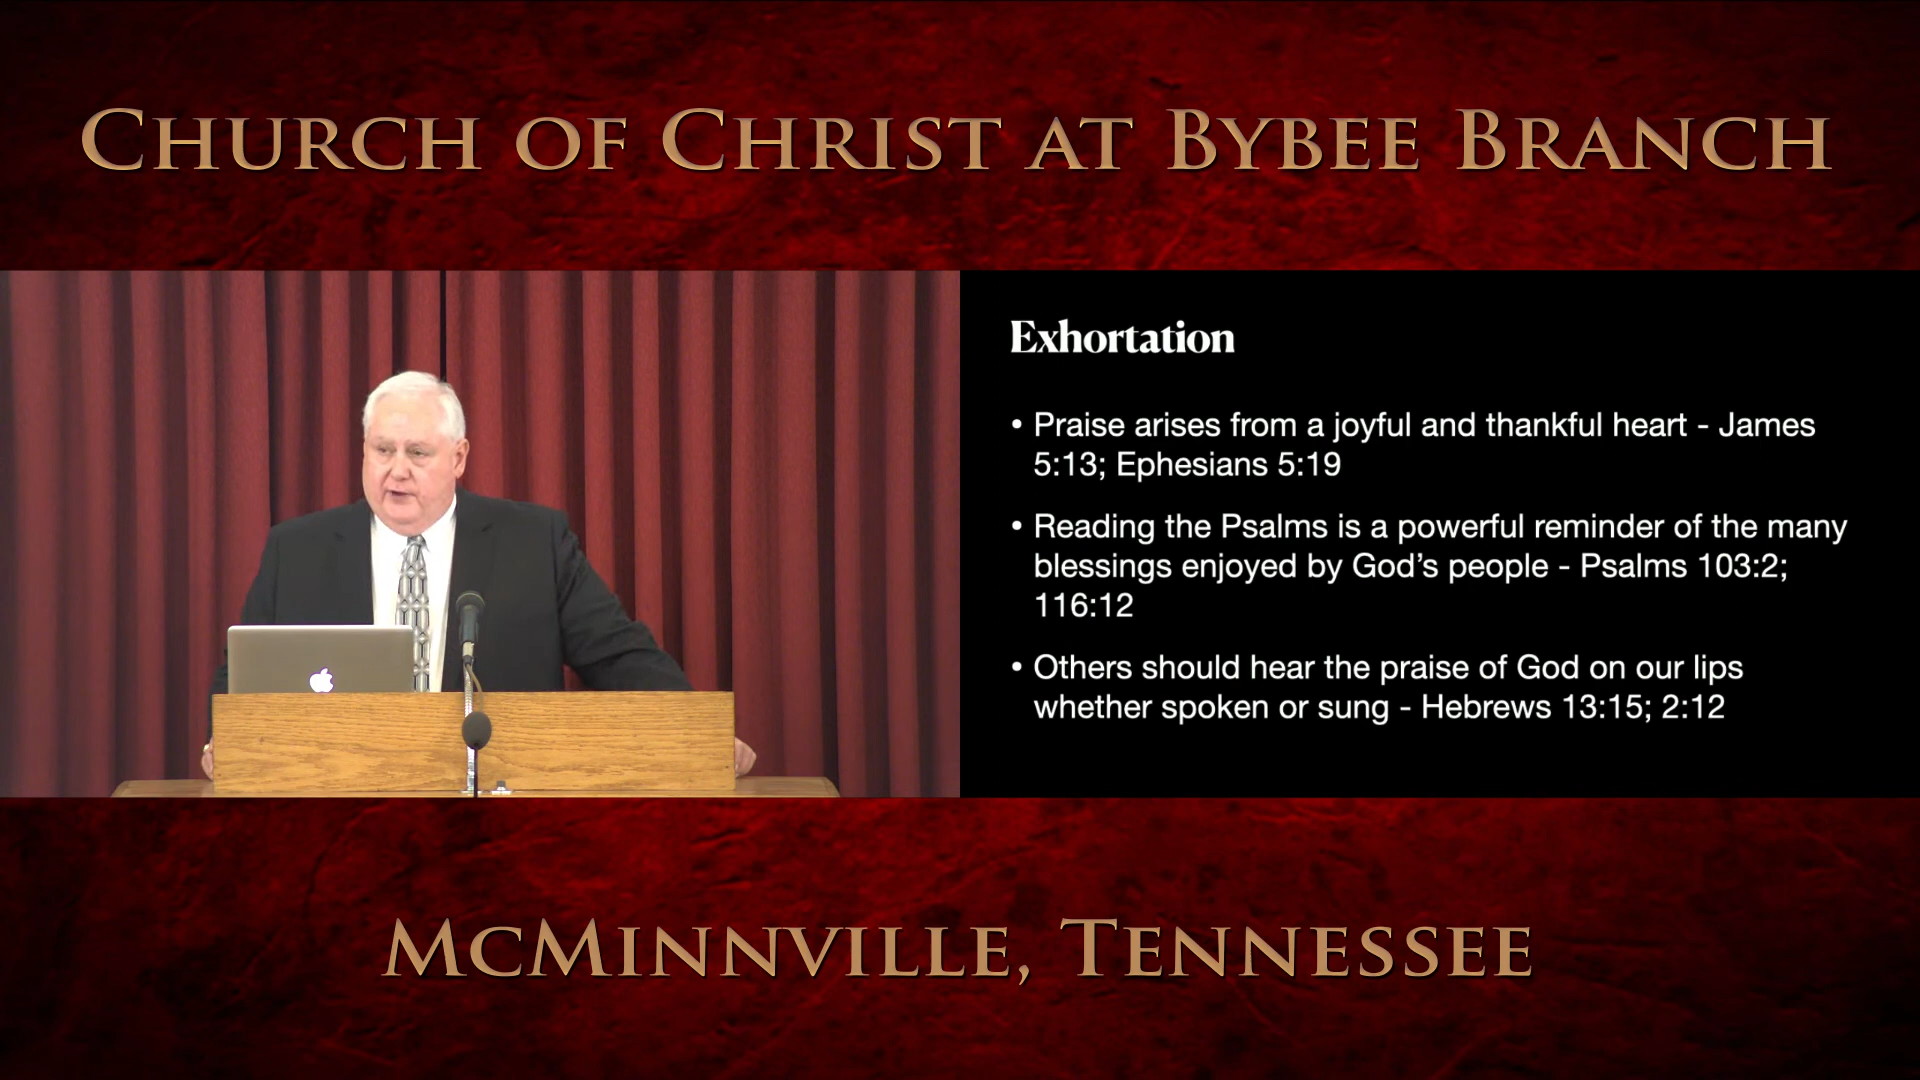 Church of Christ at Bybee Branch
Exhortation
• Praise arises from a joyful and thankful heart - James
5:13; Ephesians 5:19
• Reading the Psalms is a powerful reminder of the many
blessings enjoyed by God’s people - Psalms 103:2;
116:12
• Others should hear the praise of God on our lips
whether spoken or sung - Hebrews 13:15; 2:12
McMinnville, Tennessee